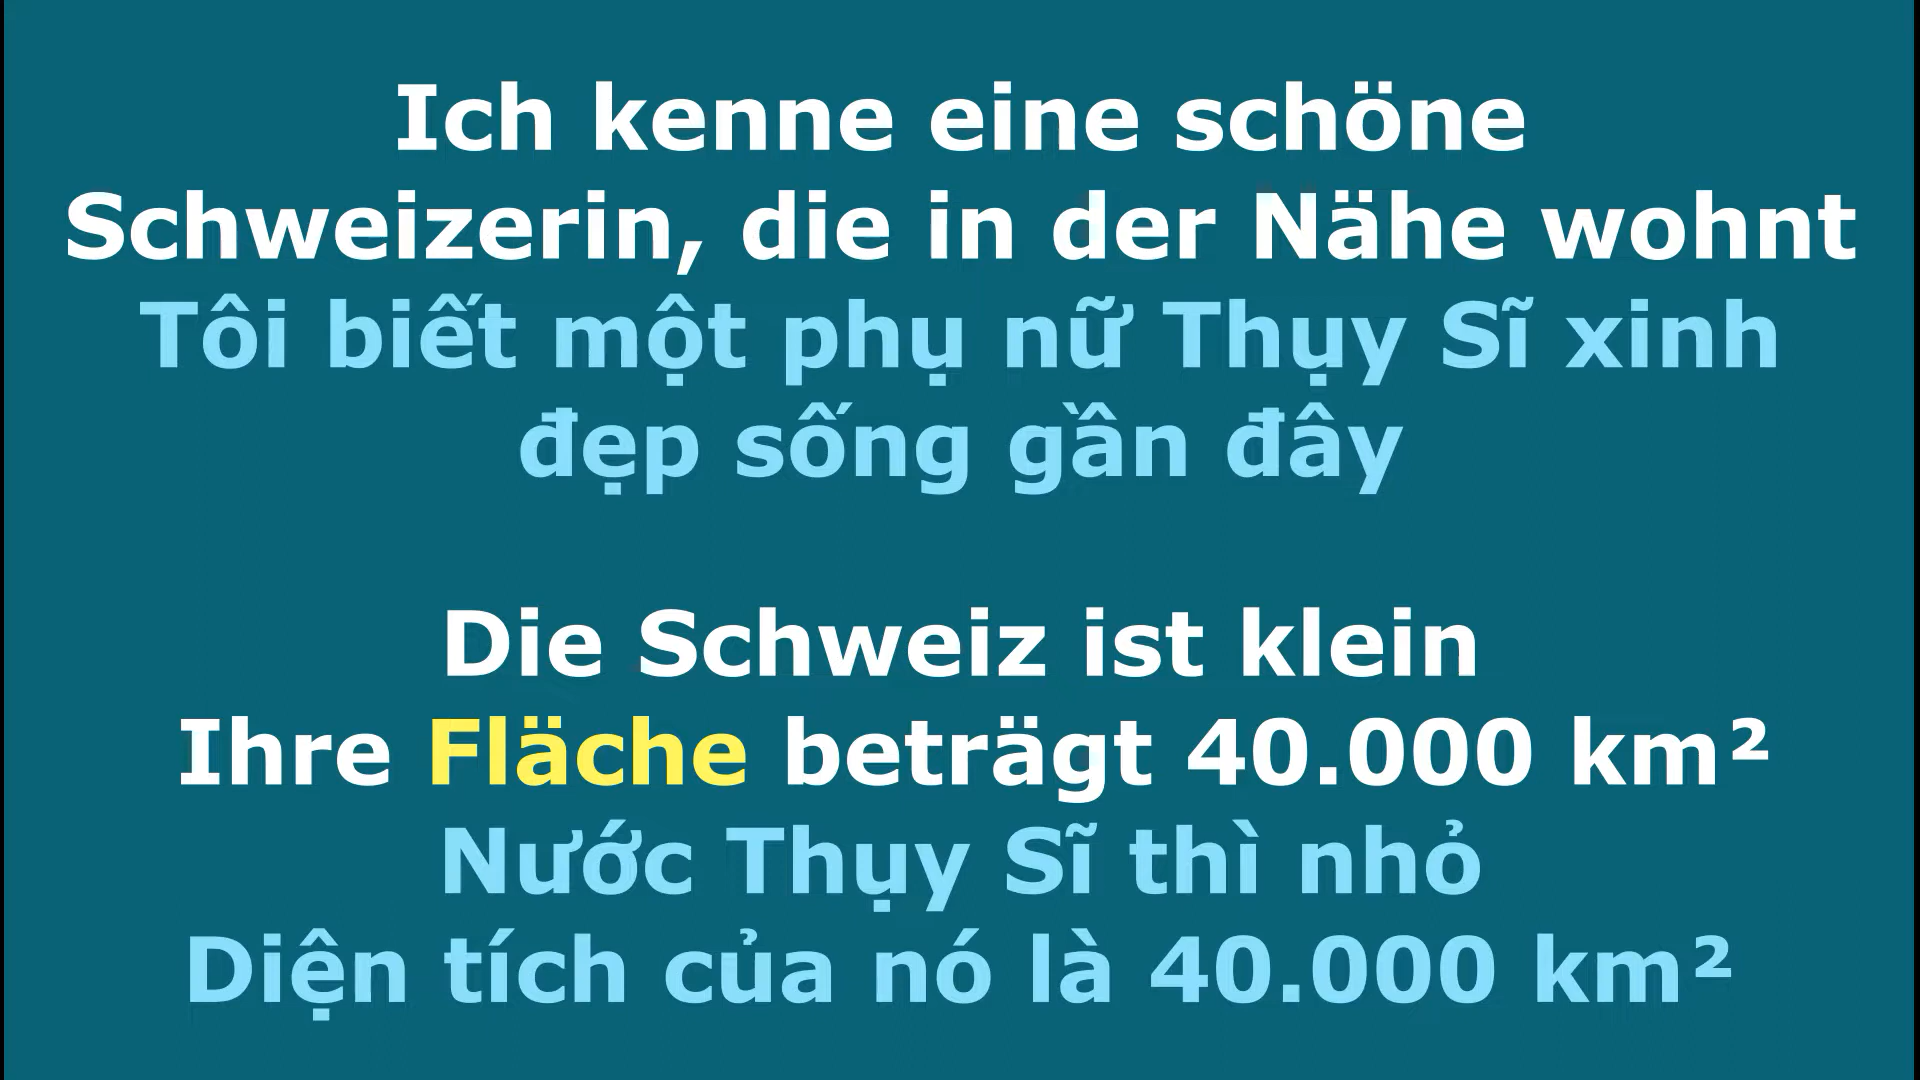 Ich kenne eine schöne
Schweizerin, die in der Nähe wohnt
Tôi biết một phụ nữ Thụy Sĩ xinh
đẹp sống gần đây
Die Schweiz ist klein
Ihre Fläche beträgt 40.000 km²
Nước Thụy Sĩ thì nhỏ
Diện tích của nó là 40.000 km²